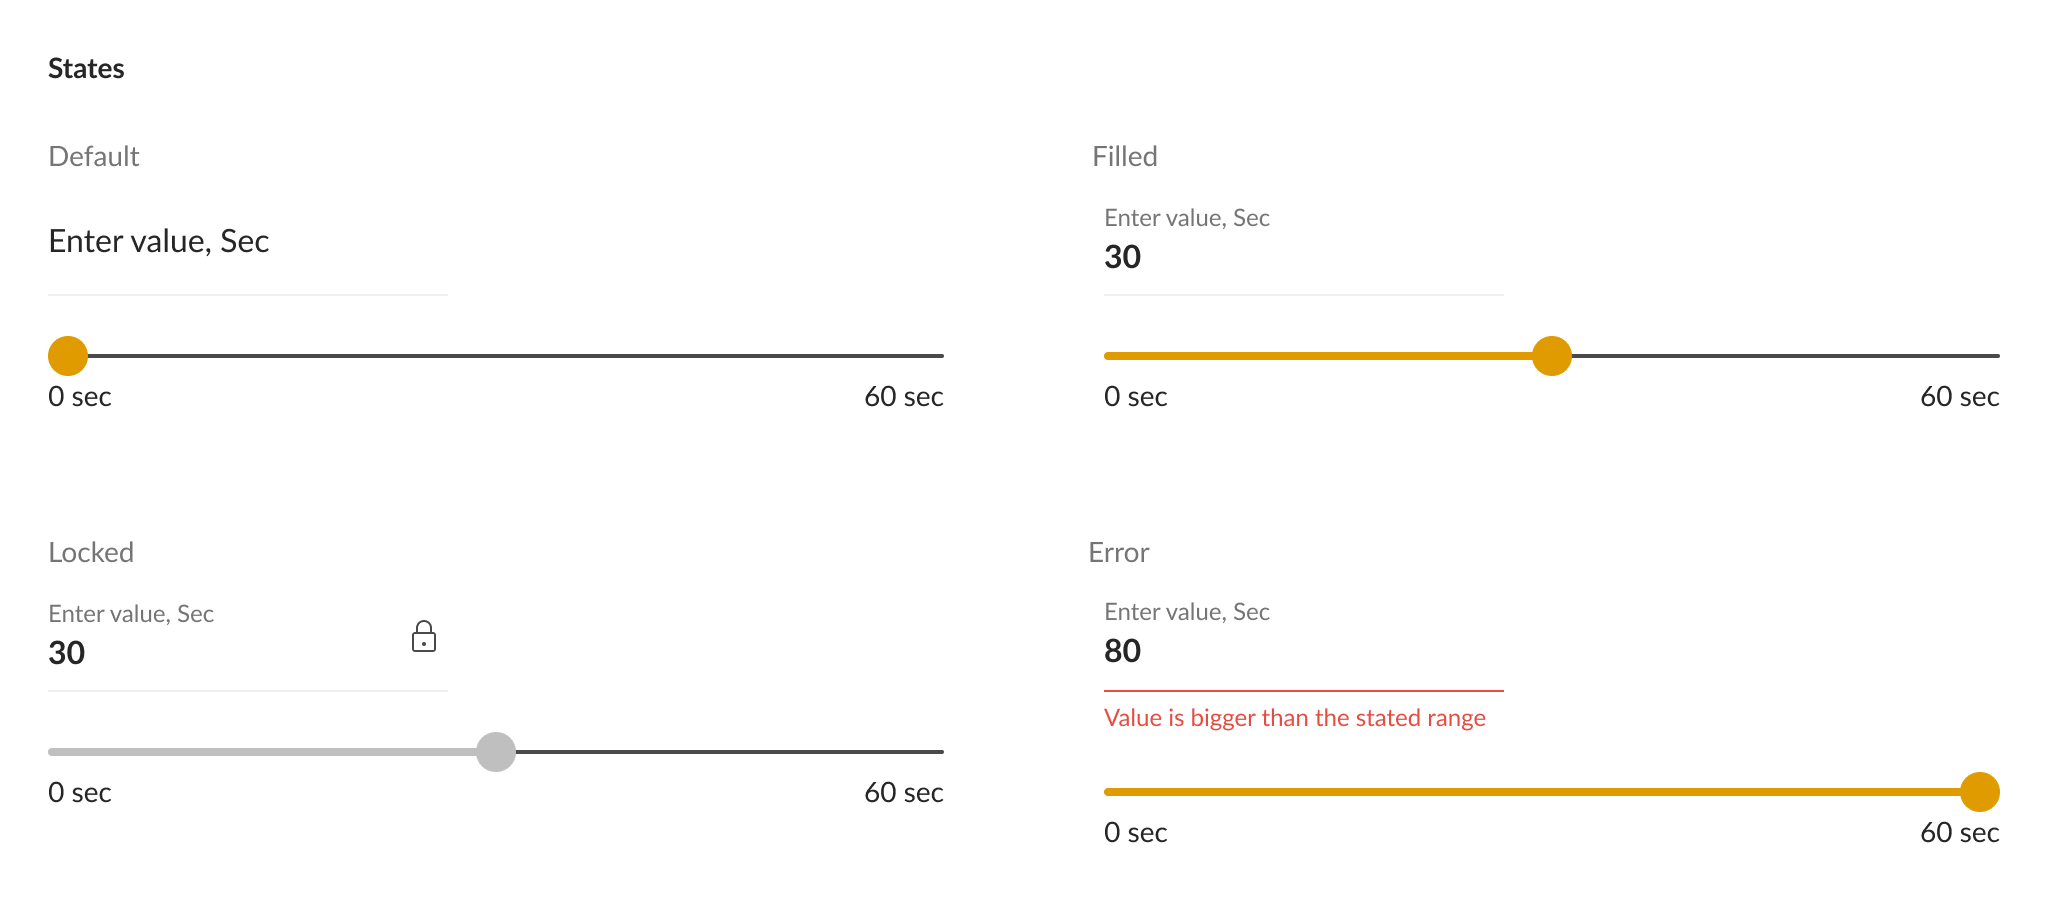 States
Default
Enter value, Sec
0 sec
60 sec
Filled
Enter value, Sec
30
0 sec
60 sec
Locked
Enter value, Sec
30
0 sec
60 sec
Error
Enter value, Sec
80
Value is bigger than the stated range
0 sec
60 sec